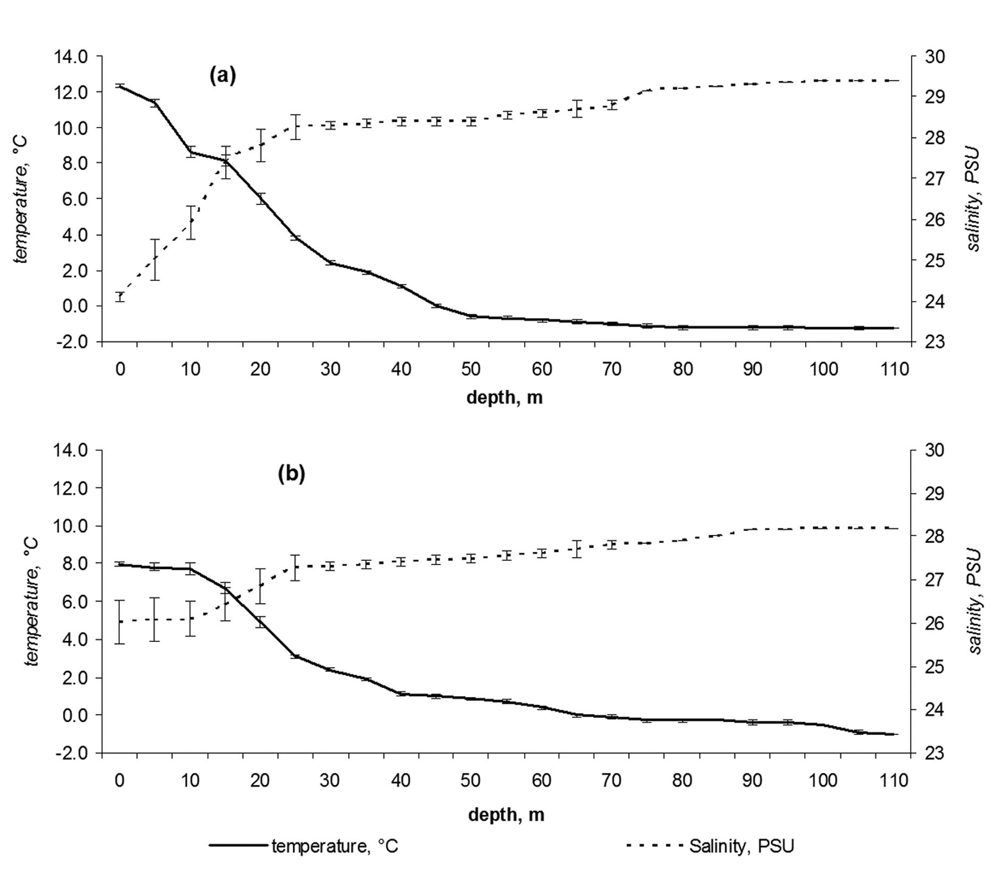 (a)
temperature, °C
14.0
12.0
10.0
8.0
6.0
4.0
2.0
0.0
-2.0
30
29
28
27
26
25
24
23
salinity, PSU
0 10 20 30 40 50 60 70 80 90 100 110
depth, m
(b)
temperature, °C
14.0
12.0
10.0
8.0
6.0
4.0
2.0
0.0
-2.0
30
29
28
27
26
25
24
23
salinity, PSU
0 10 20 30 40 50 60 70 80 90 100 110
depth, m
temperature, °C
Salinity, PSU